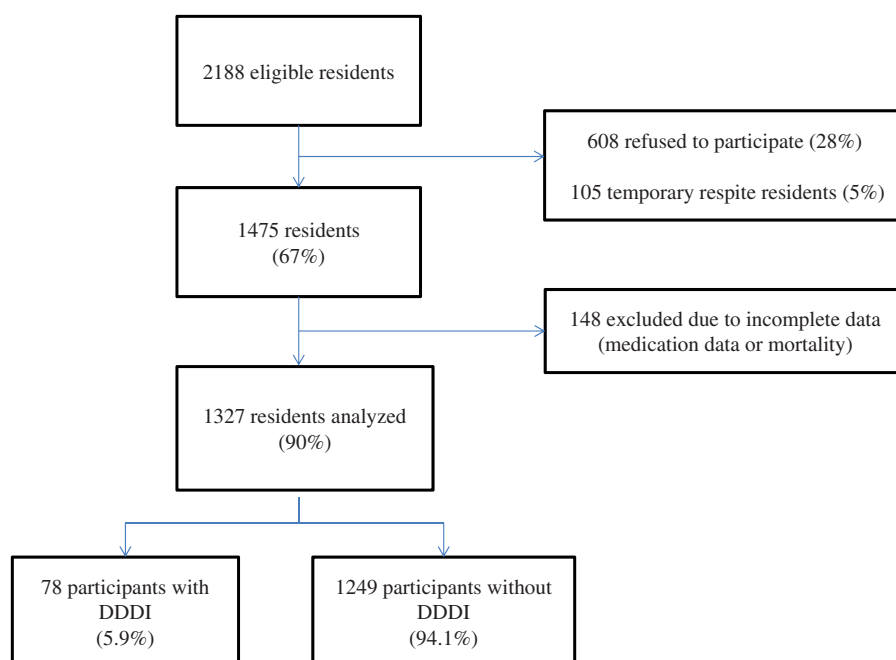 2188 eligible residents
608 refused to participate (28%)
105 temporary respite residents (5%)
1475 residents
(67%)
148 excluded due to incomplete data
(medication data or mortality)
1327 residents analyzed
(90%)
78 participants with
DDDI
(5.9%)
1249 participants without
DDDI
(94.1%)